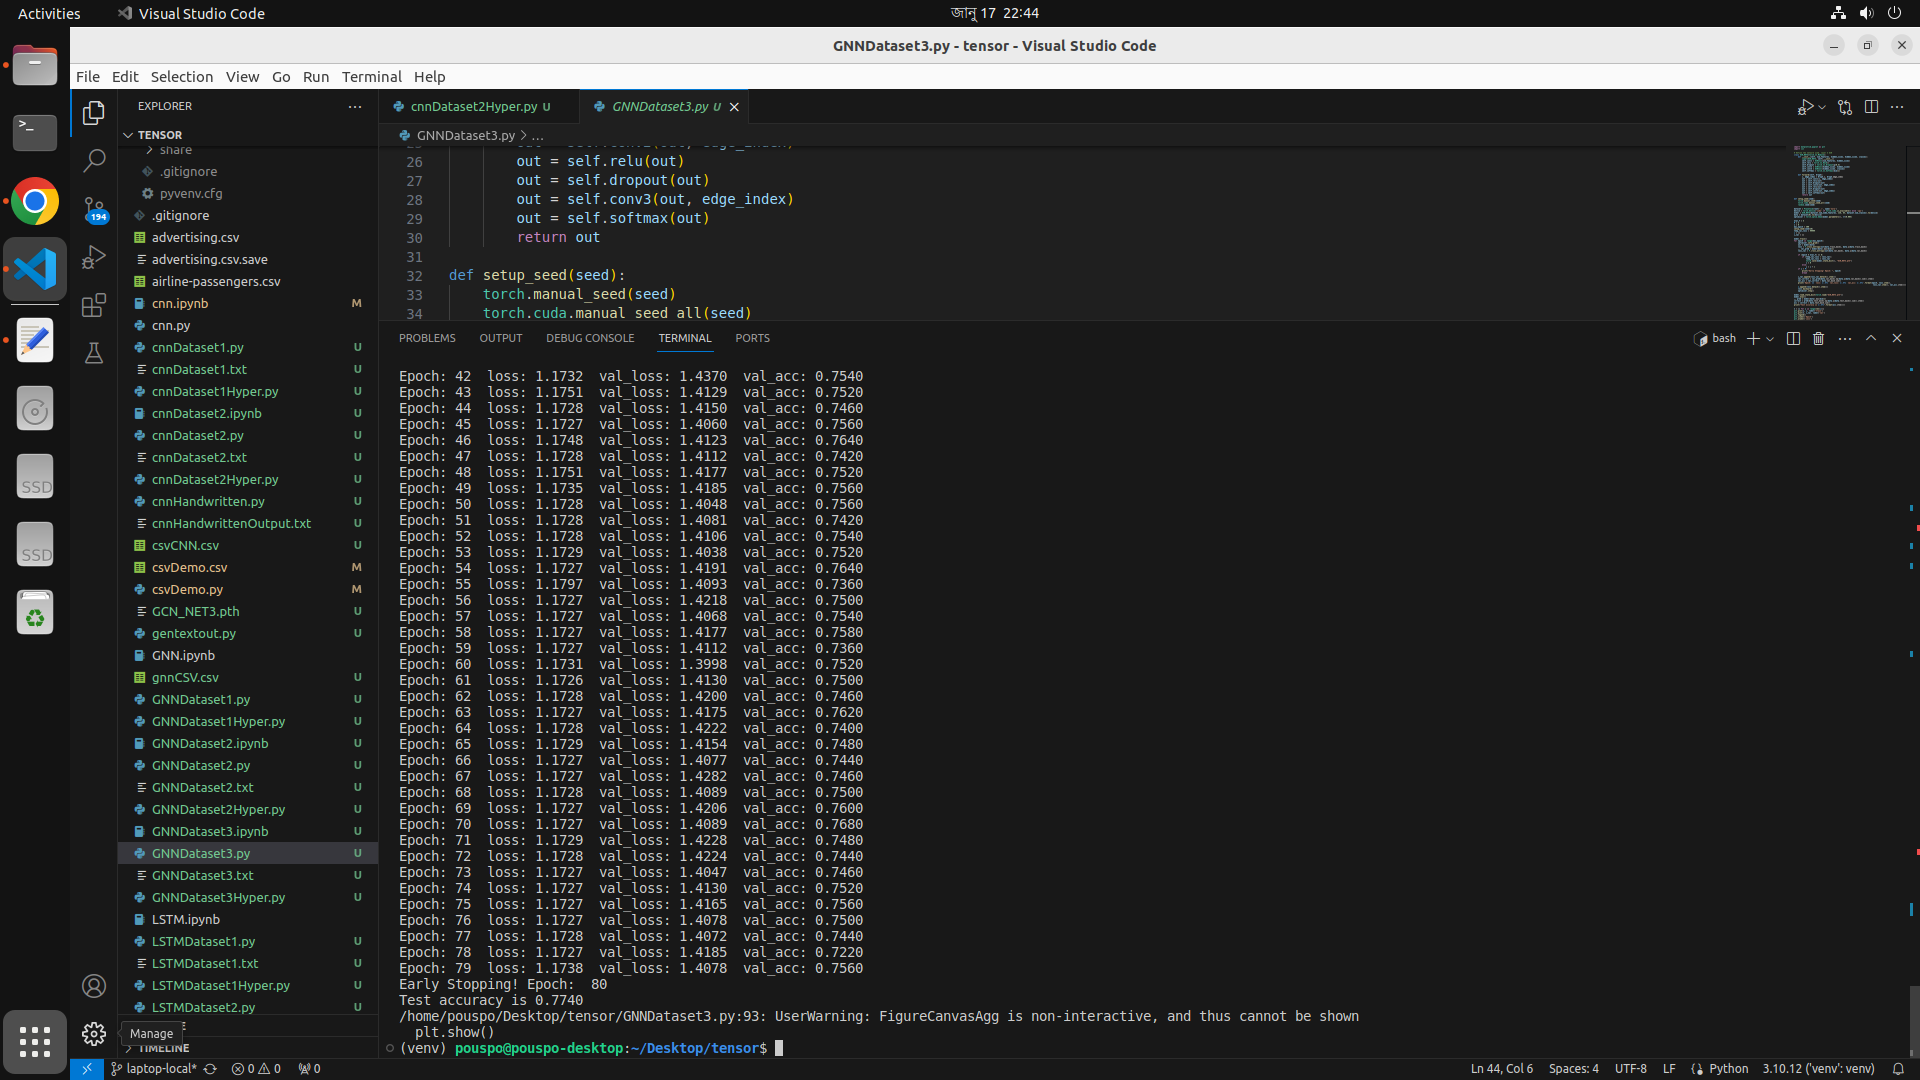 Activities
Visual Studio Code
জানু 17 22:44
GNNDataset3.py - tensor - Visual Studio Code
File Edit Selection View Go Run Terminal Help
EXPLORER
TENSOR
share
.gitignore
pyvenv.cfg
.gitignore
advertising.csv
advertising.csv.save
airline-passengers.csv
cnn.ipynb M
cnn.py
cnnDataset1.py U
cnnDataset1.txt U
cnnDataset1Hyper.py U
cnnDataset2.ipynb U
cnnDataset2.py U
cnnDataset2.txt U
cnnDataset2Hyper.py U
cnnHandwritten.py U
cnnHandwrittenOutput.txt U
csvCNN.csv U
csvDemo.csv M
csvDemo.py M
GCN_NET3.pth U
gentextout.py U
GNN.ipynb
gnnCSV.csv U
GNNDataset1.py U
GNNDataset1Hyper.py U
GNNDataset2.ipynb U
GNNDataset2.py U
GNNDataset2.txt U
GNNDataset2Hyper.py U
GNNDataset3.ipynb U
GNNDataset3.py U
GNNDataset3.txt U
GNNDataset3Hyper.py U
LSTM.ipynb
LSTMDataset1.py U
LSTMDataset1.txt U
LSTMDataset1Hyper.py U
LSTMDataset2.py U
Manage
TIMELINE
194
SSD
SSD
cnnDataset2Hyper.py U
GNNDataset3.py U
GNNDataset3.py > ...
26 out = self.relu(out)
27 out = self.dropout(out)
28 out = self.conv3(out, edge_index)
29 out = self.softmax(out)
30 return out
31
32 def setup_seed(seed):
33 torch.manual_seed(seed)
34 torch.cuda.manual_seed_all(seed)
PROBLEMS OUTPUT DEBUG CONSOLE TERMINAL PORTS
bash
Epoch: 42 loss: 1.1732 val_loss: 1.4370 val_acc: 0.7540
Epoch: 43 loss: 1.1751 val_loss: 1.4129 val_acc: 0.7520
Epoch: 44 loss: 1.1728 val_loss: 1.4150 val_acc: 0.7460
Epoch: 45 loss: 1.1727 val_loss: 1.4060 val_acc: 0.7560
Epoch: 46 loss: 1.1748 val_loss: 1.4123 val_acc: 0.7640
Epoch: 47 loss: 1.1728 val_loss: 1.4112 val_acc: 0.7420
Epoch: 48 loss: 1.1751 val_loss: 1.4177 val_acc: 0.7520
Epoch: 49 loss: 1.1735 val_loss: 1.4185 val_acc: 0.7560
Epoch: 50 loss: 1.1728 val_loss: 1.4048 val_acc: 0.7560
Epoch: 51 loss: 1.1728 val_loss: 1.4081 val_acc: 0.7420
Epoch: 52 loss: 1.1728 val_loss: 1.4106 val_acc: 0.7540
Epoch: 53 loss: 1.1729 val_loss: 1.4038 val_acc: 0.7520
Epoch: 54 loss: 1.1727 val_loss: 1.4191 val_acc: 0.7640
Epoch: 55 loss: 1.1797 val_loss: 1.4093 val_acc: 0.7360
Epoch: 56 loss: 1.1727 val_loss: 1.4218 val_acc: 0.7500
Epoch: 57 loss: 1.1727 val_loss: 1.4068 val_acc: 0.7540
Epoch: 58 loss: 1.1727 val_loss: 1.4177 val_acc: 0.7580
Epoch: 59 loss: 1.1727 val_loss: 1.4112 val_acc: 0.7360
Epoch: 60 loss: 1.1731 val_loss: 1.3998 val_acc: 0.7520
Epoch: 61 loss: 1.1726 val_loss: 1.4130 val_acc: 0.7500
Epoch: 62 loss: 1.1728 val_loss: 1.4200 val_acc: 0.7460
Epoch: 63 loss: 1.1727 val_loss: 1.4175 val_acc: 0.7620
Epoch: 64 loss: 1.1728 val_loss: 1.4222 val_acc: 0.7400
Epoch: 65 loss: 1.1729 val_loss: 1.4154 val_acc: 0.7480
Epoch: 66 loss: 1.1727 val_loss: 1.4077 val_acc: 0.7440
Epoch: 67 loss: 1.1727 val_loss: 1.4282 val_acc: 0.7460
Epoch: 68 loss: 1.1728 val_loss: 1.4089 val_acc: 0.7500
Epoch: 69 loss: 1.1727 val_loss: 1.4206 val_acc: 0.7600
Epoch: 70 loss: 1.1727 val_loss: 1.4089 val_acc: 0.7680
Epoch: 71 loss: 1.1729 val_loss: 1.4228 val_acc: 0.7480
Epoch: 72 loss: 1.1728 val_loss: 1.4224 val_acc: 0.7440
Epoch: 73 loss: 1.1727 val_loss: 1.4047 val_acc: 0.7460
Epoch: 74 loss: 1.1727 val_loss: 1.4130 val_acc: 0.7520
Epoch: 75 loss: 1.1727 val_loss: 1.4165 val_acc: 0.7560
Epoch: 76 loss: 1.1727 val_loss: 1.4078 val_acc: 0.7500
Epoch: 77 loss: 1.1728 val_loss: 1.4072 val_acc: 0.7440
Epoch: 78 loss: 1.1727 val_loss: 1.4185 val_acc: 0.7220
Epoch: 79 loss: 1.1738 val_loss: 1.4078 val_acc: 0.7560
Early Stopping! Epoch: 80
Test accuracy is 0.7740
/home/pouspo/Desktop/tensor/GNNDataset3.py:93: UserWarning: FigureCanvasAgg is non-interactive, and thus cannot be shown
plt.show()
(venv) pouspo@pouspo-desktop:~/Desktop/tensor$
laptop-local* 0 0 0
Ln 44, Col 6 Spaces: 4 UTF-8 LF Python 3.10.12 ('venv': venv)